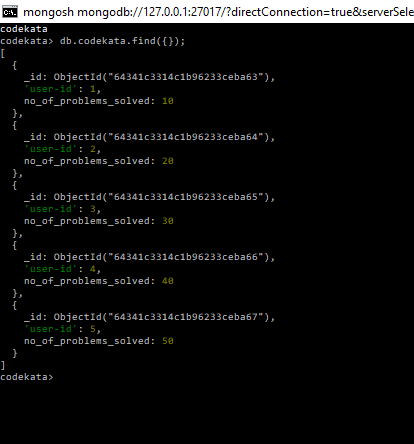 mongosh mongodb://127.0.0.1:27017/?directConnection=true&serverSele
codekata
codekata> db.codekata.find({});
[
  {
    _id: ObjectId("64341c3314c1b96233ceba63"),
    'user-id': 1,
    no_of_problems_solved: 10
  },
  {
    _id: ObjectId("64341c3314c1b96233ceba64"),
    'user-id': 2,
    no_of_problems_solved: 20
  },
  {
    _id: ObjectId("64341c3314c1b96233ceba65"),
    'user-id': 3,
    no_of_problems_solved: 30
  },
  {
    _id: ObjectId("64341c3314c1b96233ceba66"),
    'user-id': 4,
    no_of_problems_solved: 40
  },
  {
    _id: ObjectId("64341c3314c1b96233ceba67"),
    'user-id': 5,
    no_of_problems_solved: 50
  }
]
codekata>